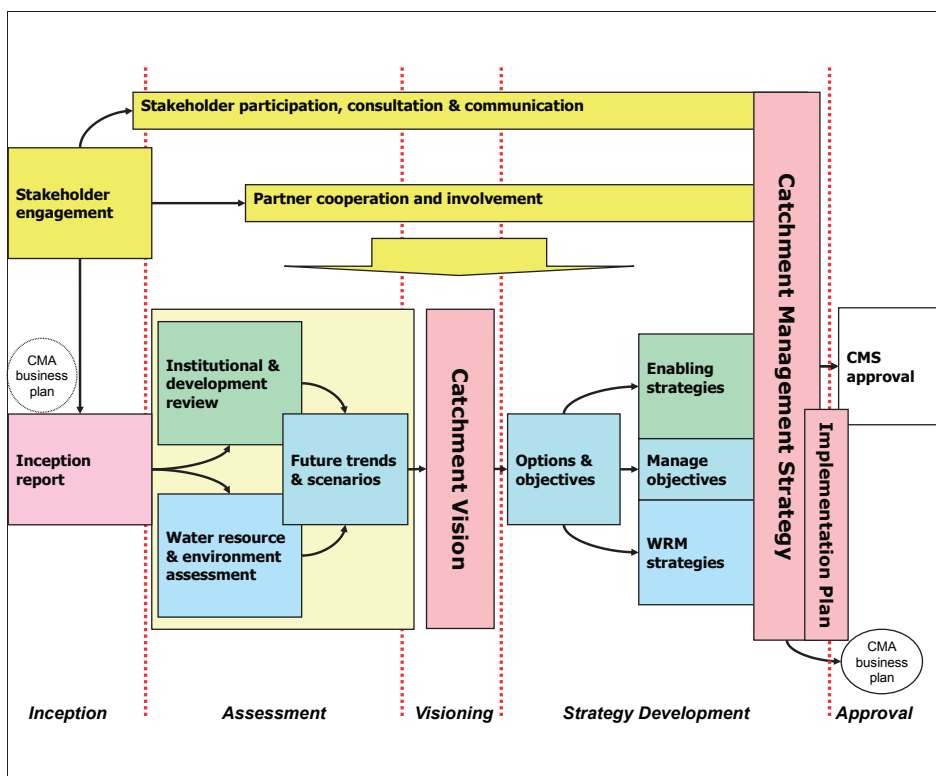 Stakeholder participation, consultation & communication
Stakeholder
engagement
Partner cooperation and involvement
CMA
business
plan
Inception
report
Institutional &
development
review
Future trends
& scenarios
Water resource
& environment
assessment
Catchment Vision
Options &
objectives
Enabling
strategies
Manage
objectives
WRM
strategies
Catchment Management Strategy
Implementation Plan
CMS
approval
CMA
business
plan
Inception
Assessment
Visioning
Strategy Development
Approval